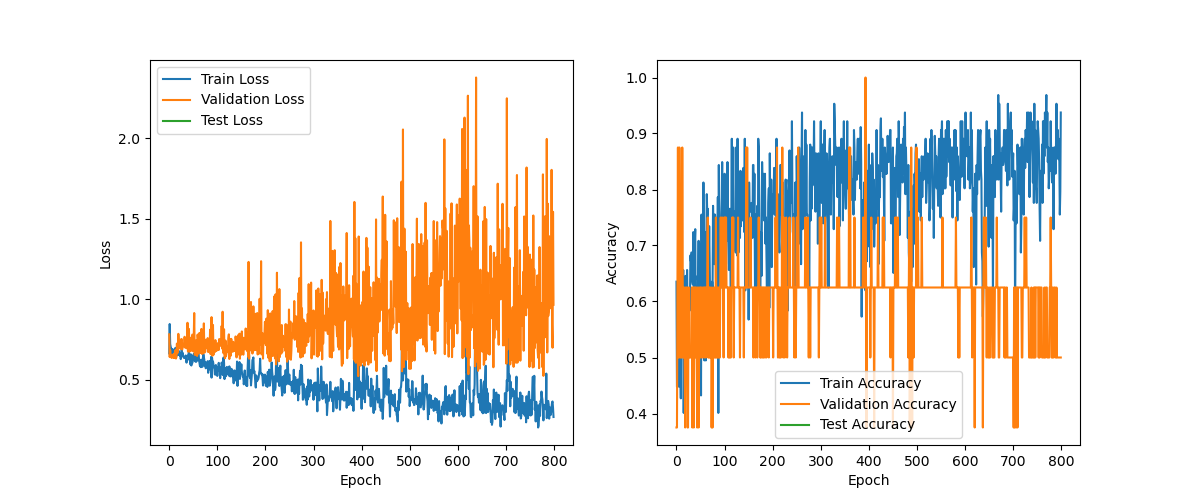 Train Loss
Validation Loss
Test Loss
2.0
1.5
1.0
0.5
Loss
0 100 200 300 400 500 600 700 800
Epoch
1.0
0.9
0.8
0.7
0.6
0.5
0.4
Accuracy
Train Accuracy
Validation Accuracy
Test Accuracy
0 100 200 300 400 500 600 700 800
Epoch